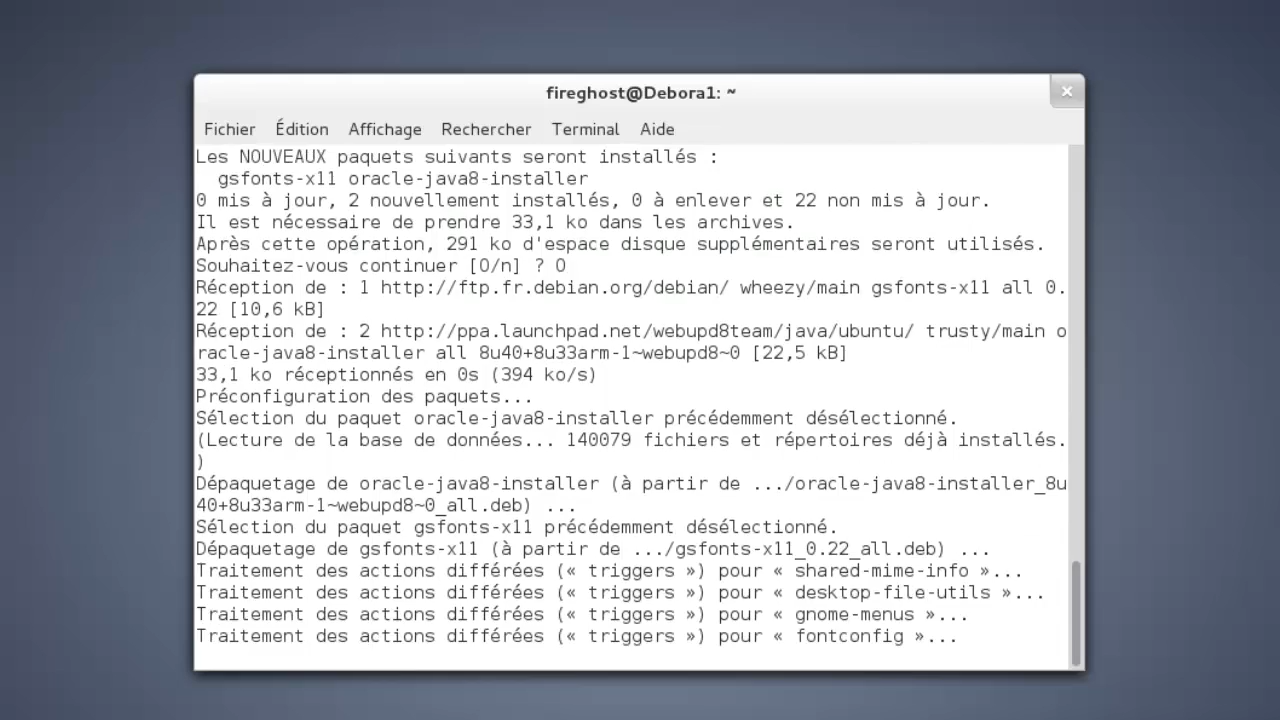 fireghost@Debora1: ~
Fichier Édition Affichage Rechercher Terminal Aide
Les NOUVEAUX paquets suivants seront installés :
  gsfonts-x11 oracle-java8-installer
0 mis à jour, 2 nouvellement installés, 0 à enlever et 22 non mis à jour.
Il est nécessaire de prendre 33,1 ko dans les archives.
Après cette opération, 291 ko d'espace disque supplémentaires seront utilisés.
Souhaitez-vous continuer [O/n] ? O
Réception de : 1 http://ftp.fr.debian.org/debian/ wheezy/main gsfonts-x11 all 0.
22 [10,6 kB]
Réception de : 2 http://ppa.launchpad.net/webupd8team/java/ubuntu/ trusty/main o
racle-java8-installer all 8u40+8u33arm-1~webupd8~0 [22,5 kB]
33,1 ko réceptionnés en 0s (394 ko/s)
Préconfiguration des paquets...
Sélection du paquet oracle-java8-installer précédemment désélectionné.
(Lecture de la base de données... 140079 fichiers et répertoires déjà installés.
)
Dépaquetage de oracle-java8-installer (à partir de .../oracle-java8-installer_8u
40+8u33arm-1~webupd8~0_all.deb) ...
Sélection du paquet gsfonts-x11 précédemment désélectionné.
Dépaquetage de gsfonts-x11 (à partir de .../gsfonts-x11_0.22_all.deb) ...
Traitement des actions différées (« triggers ») pour « shared-mime-info »...
Traitement des actions différées (« triggers ») pour « desktop-file-utils »...
Traitement des actions différées (« triggers ») pour « gnome-menus »...
Traitement des actions différées (« triggers ») pour « fontconfig »...